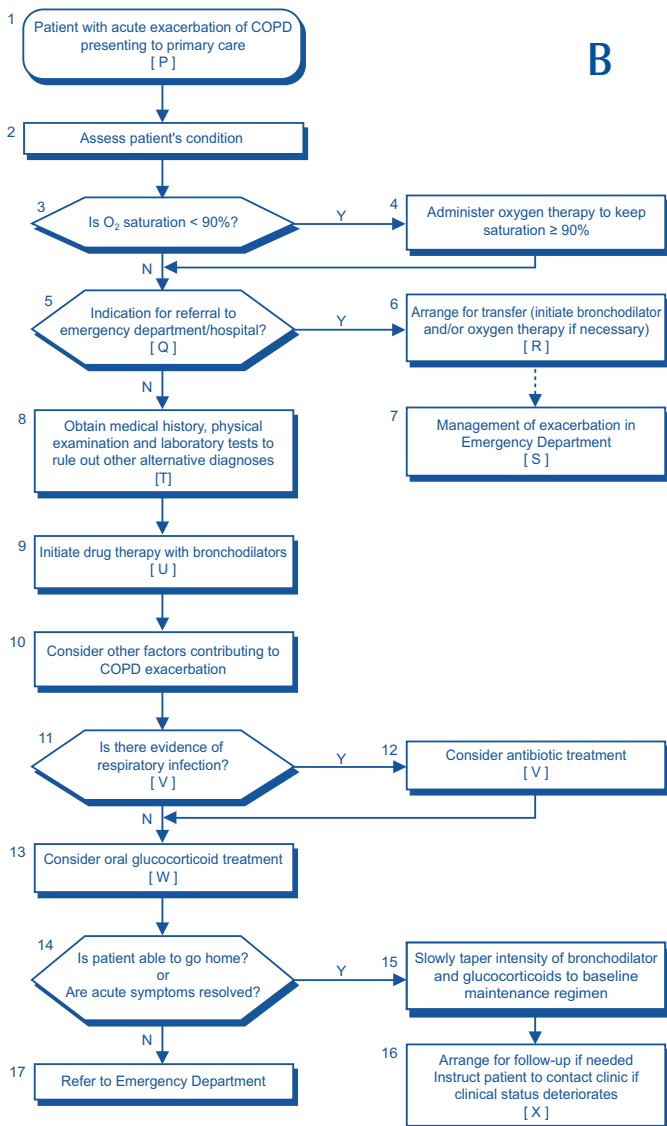 B
1
Patient with acute exacerbation of COPD
presenting to primary care
[ P ]
2
Assess patient's condition
3
Is O₂ saturation < 90%?
Y
4
Administer oxygen therapy to keep
saturation ≥ 90%
N
5
Indication for referral to
emergency department/hospital?
[ Q ]
Y
6
Arrange for transfer (initiate bronchodilator
and/or oxygen therapy if necessary)
[ R ]
7
Management of exacerbation in
Emergency Department
[ S ]
N
8
Obtain medical history, physical
examination and laboratory tests to
rule out other alternative diagnoses
[T]
9
Initiate drug therapy with bronchodilators
[ U ]
10
Consider other factors contributing to
COPD exacerbation
11
Is there evidence of
respiratory infection?
[ V ]
Y
12
Consider antibiotic treatment
[ V ]
N
13
Consider oral glucocorticoid treatment
[ W ]
14
Is patient able to go home?
or
Are acute symptoms resolved?
Y
15
Slowly taper intensity of bronchodilator
and glucocorticoids to baseline
maintenance regimen
16
Arrange for follow-up if needed
Instruct patient to contact clinic if
clinical status deteriorates
[ X ]
N
17
Refer to Emergency Department